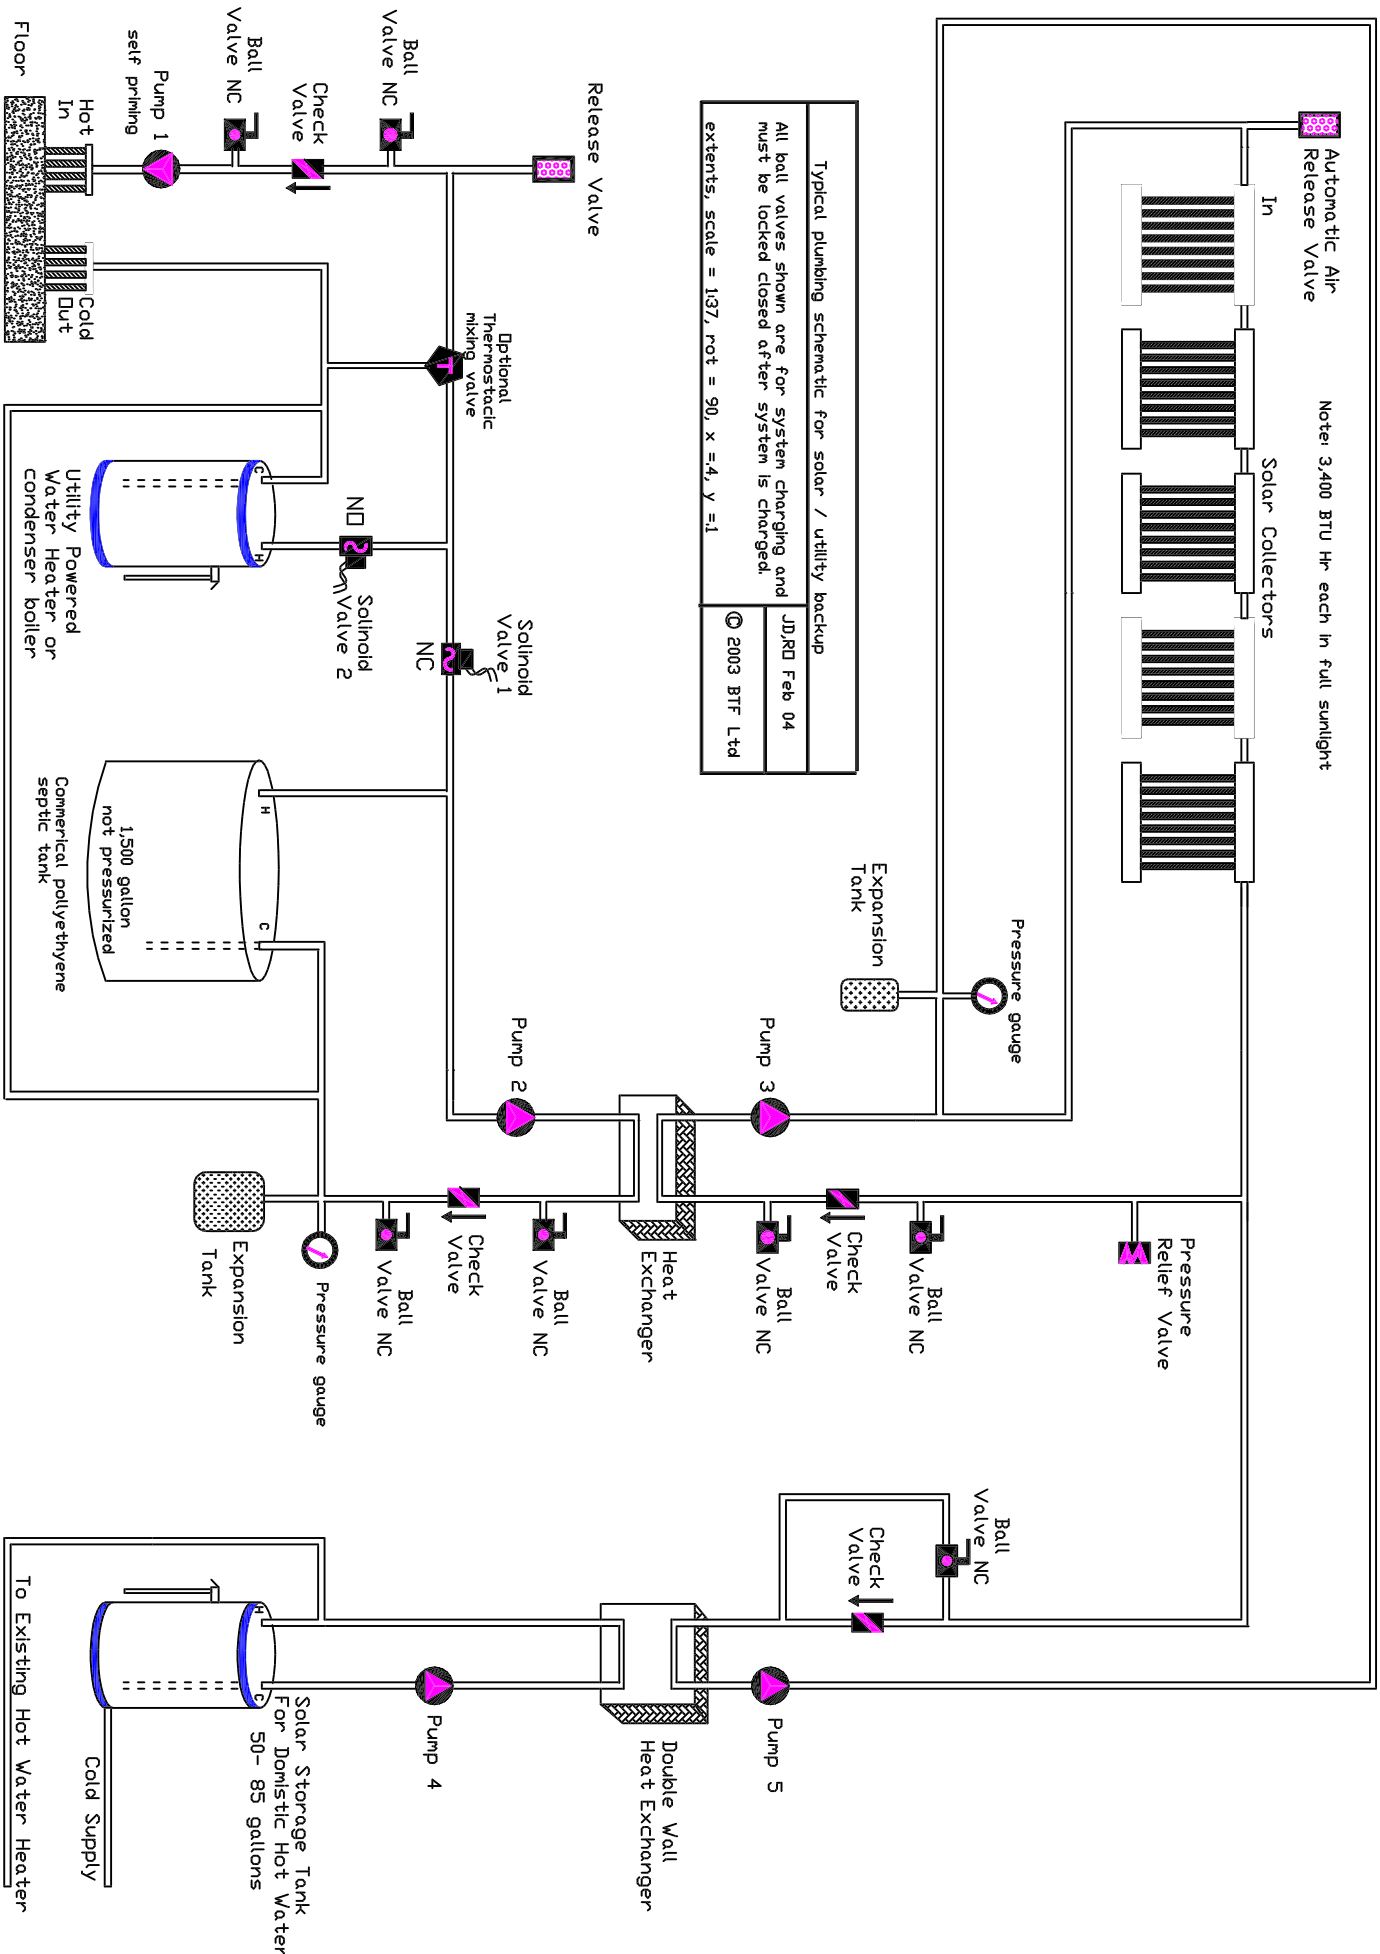 Automatic Air
Release Valve
In
Note: 3,400 BTU Hr each in full sunlight
Solar Collectors
Pressure
Relief Valve
Pressure gauge
Expansion
Tank
Ball
Valve NC
Check
Valve
Ball
Valve NC
Check
Valve
Ball
Valve NC
Typical plumbing schematic for solar / utility backup
All ball valves shown are for system charging and
must be locked closed after system is charged.
JD,RO Feb 04
extents, scale = 1:37, rot = 90, x =.4, y =.1
© 2003 BTF Ltd
Pump 3
Pump 5
Heat
Exchanger
Double Wall
Heat Exchanger
Release Valve
Pump 2
Ball
Valve NC
Check
Valve
Ball
Valve NC
Optional
Thermostacic
mixing valve
Solinoid
Valve 1
NC
Pump 4
Ball
Valve NC
Check
Valve
Ball
Valve NC
NO
Solinoid
Valve 2
Pressure gauge
Expansion
Tank
Solar Storage Tank
For Domistic Hot Water
50- 85 gallons
C
H
H
C
H
C
Pump 1
self priming
1,500 gallon
not pressurized
Hot
In
Cold
Out
Utility Powered
Water Heater or
condenser boiler
Commerical pollyethyene
septic tank
Cold Supply
Floor
To Existing Hot Water Heater